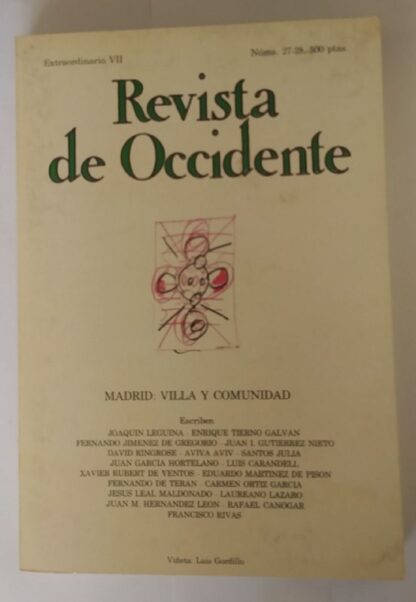 Extraordinario VII
Núms. 27-28, 500 ptas.
Revista
de Occidente
MADRID: VILLA Y COMUNIDAD
Escriben
JOAQUIN LEGUINA · ENRIQUE TIERNO GALVAN
FERNANDO JIMENEZ DE GREGORIO · JUAN I. GUTIERREZ NIETO
DAVID RINGROSE · AVIVA AVIV · SANTOS JULIA
JUAN GARCIA HORTELANO · LUIS CARANDELL
XAVIER RUBERT DE VENTOS · EDUARDO MARTINEZ DE PISON
FERNANDO DE TERAN · CARMEN ORTIZ GARCIA
JESUS LEAL MALDONADO · LAUREANO LAZARO
JUAN M. HERNANDEZ LEON · RAFAEL CANOGAR
FRANCISCO RIVAS
Viñeta: Luis Gordillo